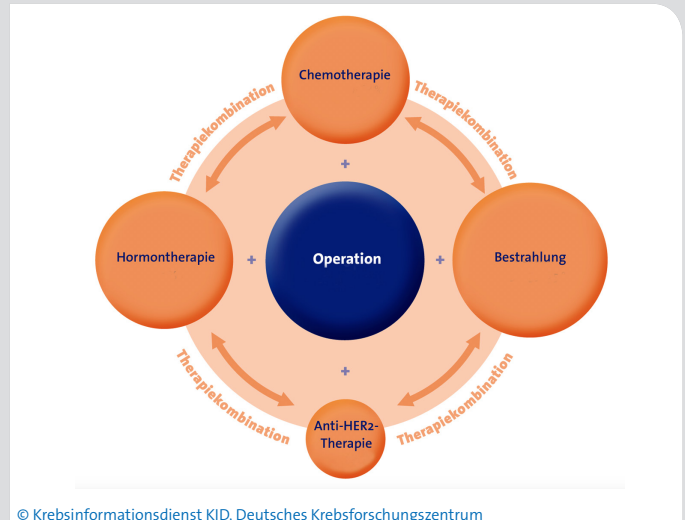 Chemotherapie
Therapiekombination
Therapiekombination
+
Hormontherapie
+
Operation
+
Bestrahlung
+
Therapiekombination
Anti-HER2-
Therapie
Therapiekombination
© Krebsinformationsdienst KID, Deutsches Krebsforschungszentrum